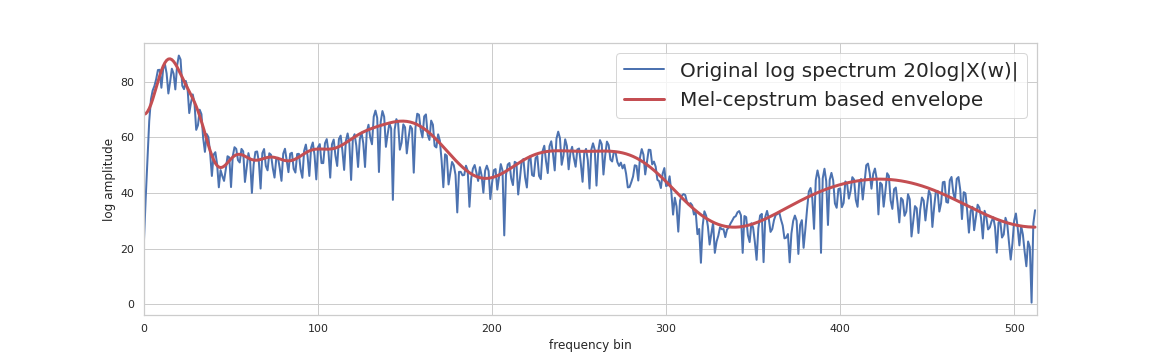 Original log spectrum 20log|X(w)|
Mel-cepstrum based envelope
log amplitude
80
60
40
20
0
0 100 200 300 400 500
frequency bin